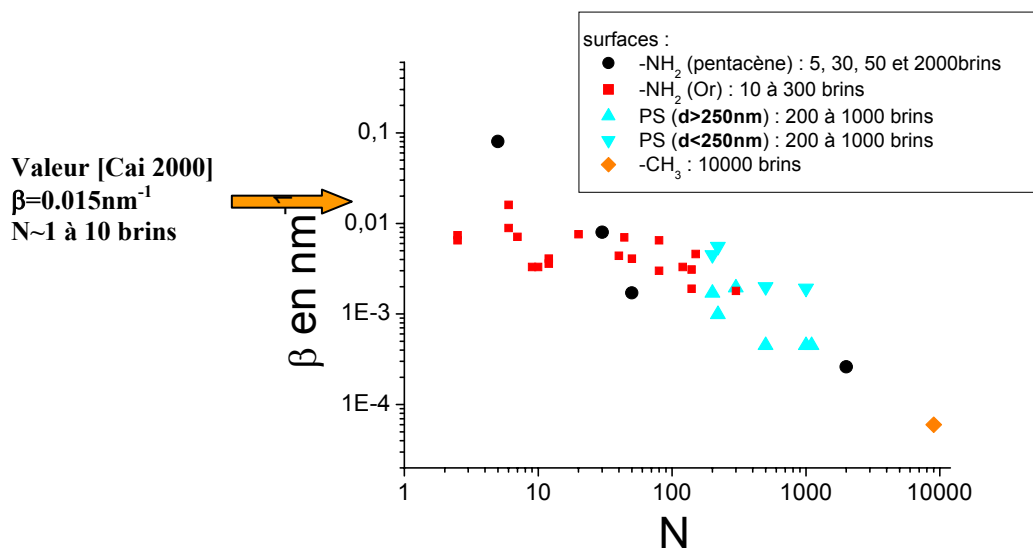 surfaces :
-NH₂ (pentacène) : 5, 30, 50 et 2000brins
-NH₂ (Or) : 10 à 300 brins
PS (d>250nm) : 200 à 1000 brins
PS (d<250nm) : 200 à 1000 brins
-CH₃ : 10000 brins
Valeur [Cai 2000]
β=0.015nm⁻¹
N~1 à 10 brins
β en nm⁻¹
0,1
0,01
1E-3
1E-4
1
10
100
1000
10000
N